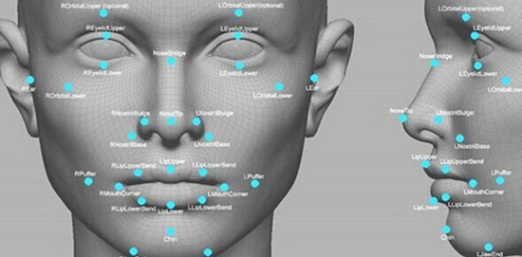 ROrbitalUpper(optional)
LOrbitalUpper(optional)
REyelidUpper
LEyelidUpper
NoseBridge
REyelidLower
LEyelidLower
REar
LEar
ROrbitalLower
LOrbitalLower
RNostrilBulge
NoseTip
LNostrilBulge
RNostrilBase
LNostrilBase
LipUpper
RLipUpperBend
LLipUpperBend
RPuffer
LPuffer
RMouthCorner
LMouthCorner
RLipLowerBend
LipLower
LLipLowerBend
Chin
LOrbitalUpper(optional)
LEyelidUpper
NoseBridge
LEyelidLower
LOrbitalLower
NoseTip
LNostrilBulge
LNostrilBase
LipUpper
LLipUpperBend
LPuffer
LMouthCorner
LipLower
LLipLowerBend
Chin
LJawEnd